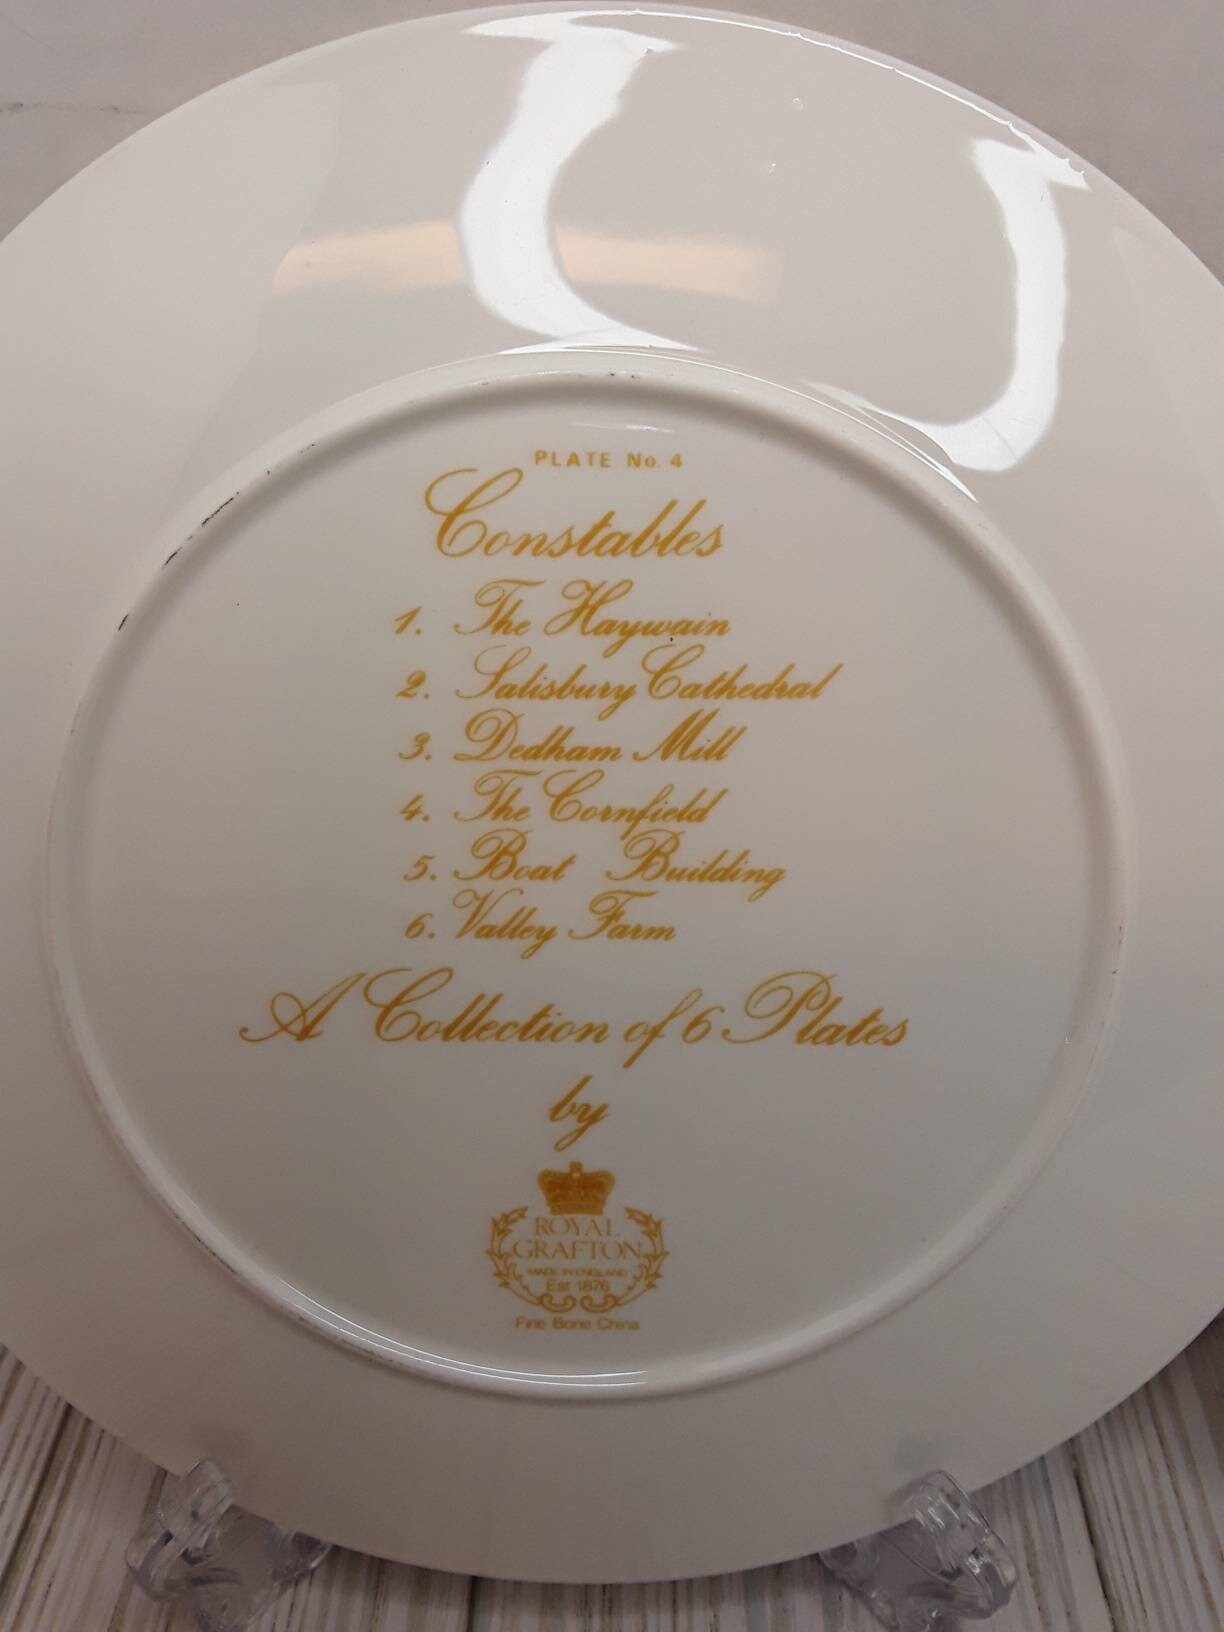 PLATE No. 4
Constables
1. The Haywain
2. Salisbury Cathedral
3. Dedham Mill
4. The Cornfield
5. Boat Building
6. Valley Farm
A Collection of 6 Plates
by
ROYAL
GRAFTON
MADE IN ENGLAND
Est 1876
Fine Bone China